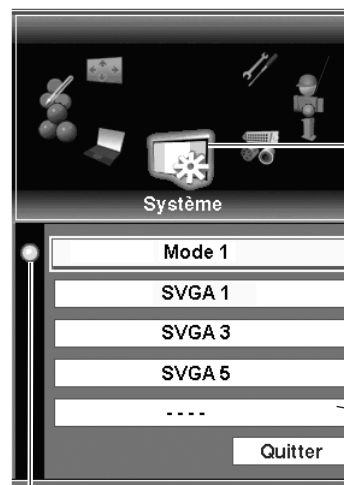 Système
Mode 1
SVGA 1
SVGA 3
SVGA 5
----
Quitter